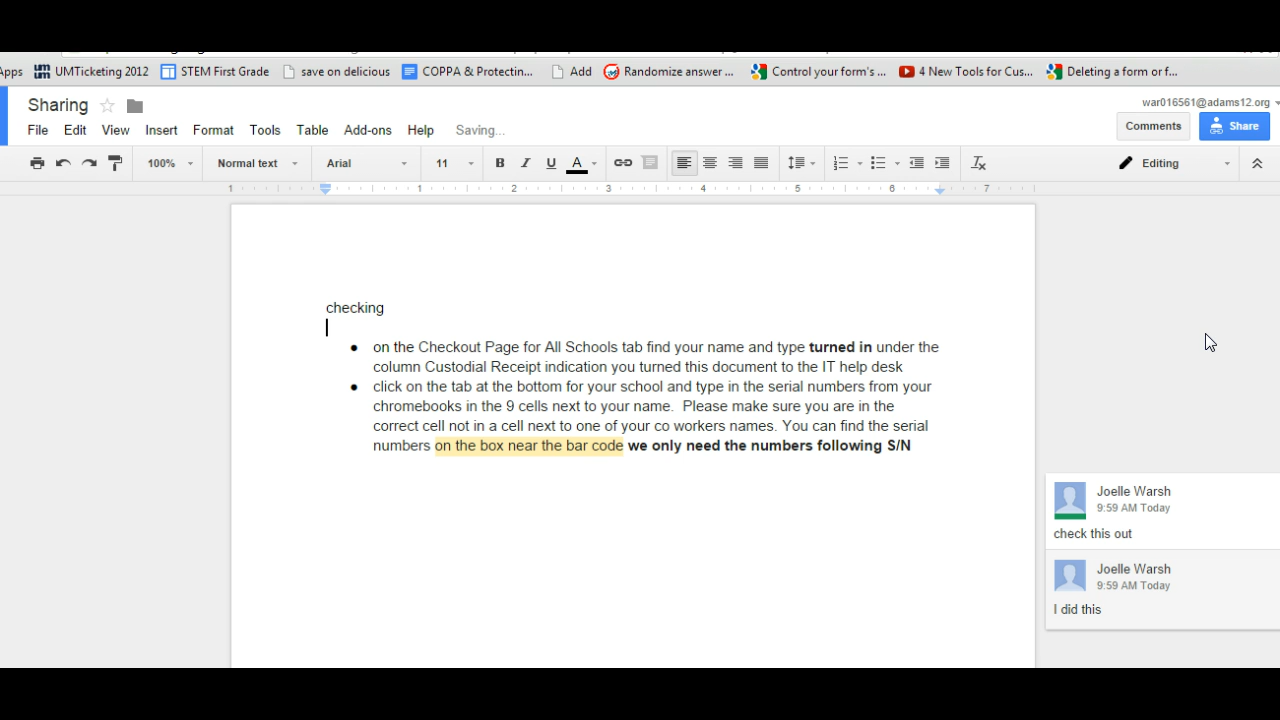 Apps UMTicketing 2012 STEM First Grade save on delicious COPPA & Protectin... Add Randomize answer ... Control your form's ... 4 New Tools for Cus... Deleting a form or f...
Sharing
war016561@adams12.org
File Edit View Insert Format Tools Table Add-ons Help Saving...
Comments Share
100% Normal text Arial 11 B I U A Editing
1 1 2 3 4 5 6 7
checking
on the Checkout Page for All Schools tab find your name and type turned in under the
column Custodial Receipt indication you turned this document to the IT help desk
click on the tab at the bottom for your school and type in the serial numbers from your
chromebooks in the 9 cells next to your name.  Please make sure you are in the
correct cell not in a cell next to one of your co workers names. You can find the serial
numbers on the box near the bar code we only need the numbers following S/N
Joelle Warsh
9:59 AM Today
check this out
Joelle Warsh
9:59 AM Today
I did this